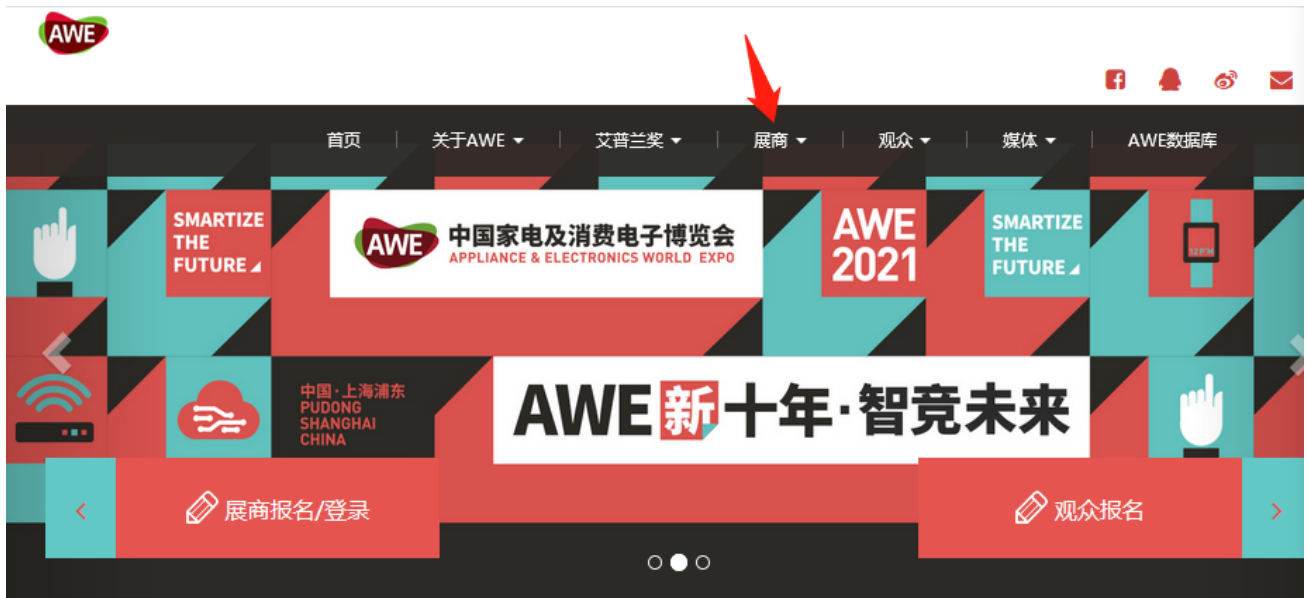 AWE
首页
关于AWE
艾普兰奖
展商
观众
媒体
AWE数据库
SMARTIZE
THE
FUTURE
AWE
中国家电及消费电子博览会
APPLIANCE & ELECTRONICS WORLD EXPO
AWE
2021
SMARTIZE
THE
FUTURE
12PM
中国·上海浦东
PUDONG
SHANGHAI
CHINA
AWE新十年·智竞未来
展商报名/登录
观众报名